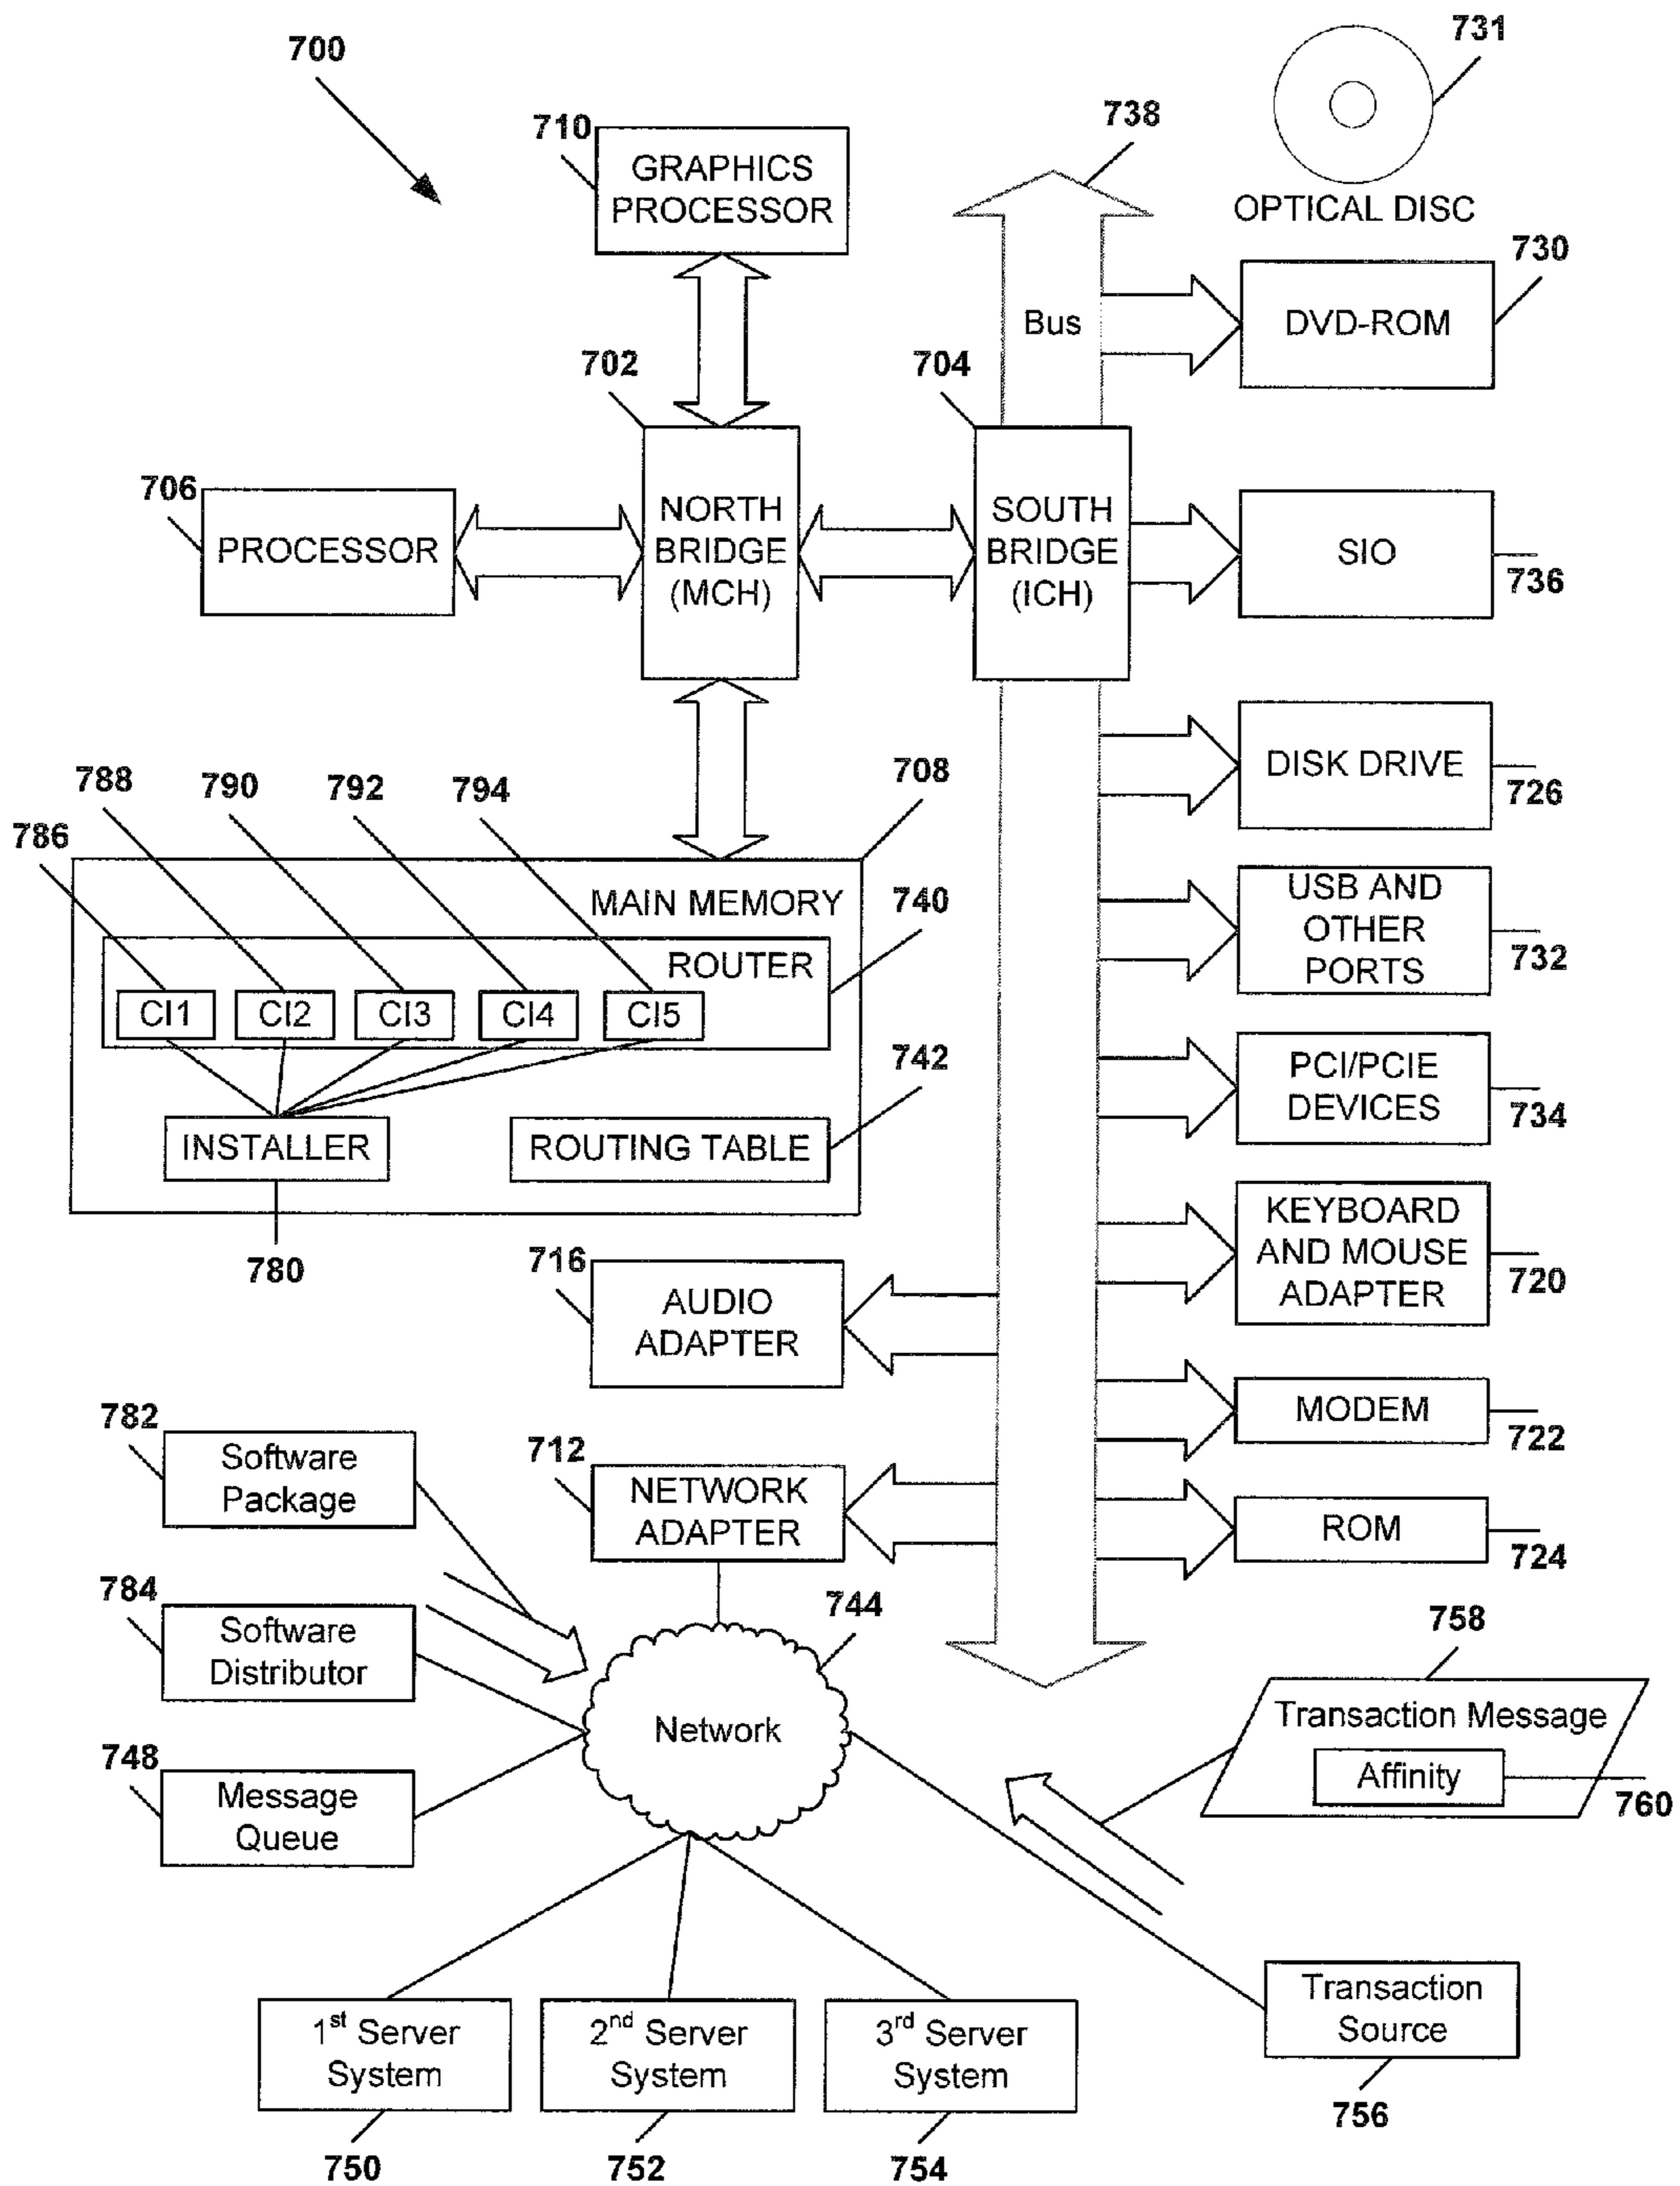 700
731
OPTICAL DISC
710
GRAPHICS
PROCESSOR
738
Bus
730
DVD-ROM
702
NORTH
BRIDGE
(MCH)
704
SOUTH
BRIDGE
(ICH)
706
PROCESSOR
SIO
736
DISK DRIVE
726
786
788
790
792
794
708
MAIN MEMORY
740
ROUTER
CI1
CI2
CI3
CI4
CI5
742
INSTALLER
ROUTING TABLE
780
USB AND
OTHER
PORTS
732
PCI/PCIE
DEVICES
734
KEYBOARD
AND MOUSE
ADAPTER
720
716
AUDIO
ADAPTER
MODEM
722
712
NETWORK
ADAPTER
ROM
724
782
Software
Package
784
Software
Distributor
748
Message
Queue
744
Network
758
Transaction Message
Affinity
760
1st Server
System
750
2nd Server
System
752
3rd Server
System
754
Transaction
Source
756